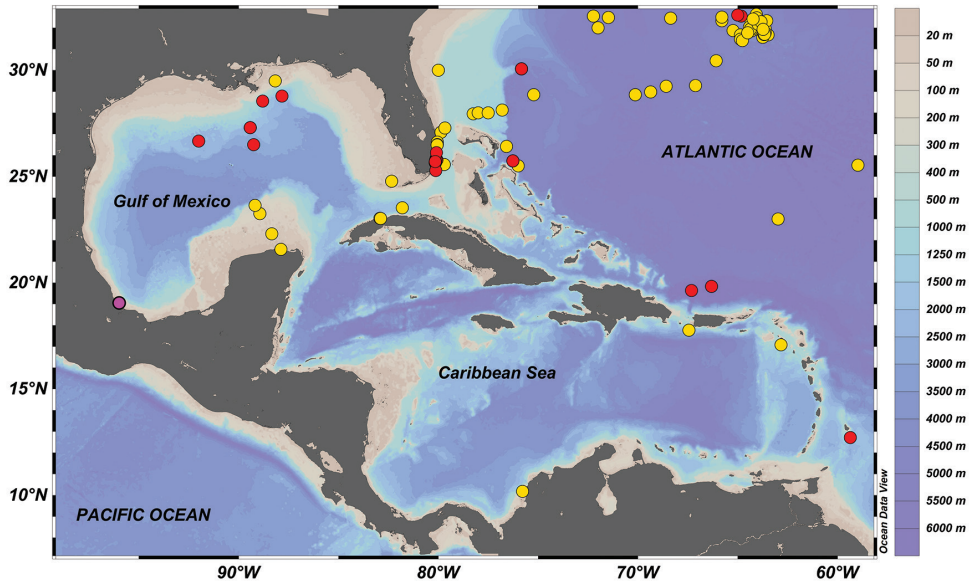 30°N
25°N
20°N
15°N
10°N
90°W
80°W
70°W
60°W
ATLANTIC OCEAN
Gulf of Mexico
Caribbean Sea
PACIFIC OCEAN
Ocean Data View
20 m
50 m
100 m
200 m
300 m
400 m
500 m
1000 m
1250 m
1500 m
2000 m
2500 m
3000 m
3500 m
4000 m
4500 m
5000 m
5500 m
6000 m